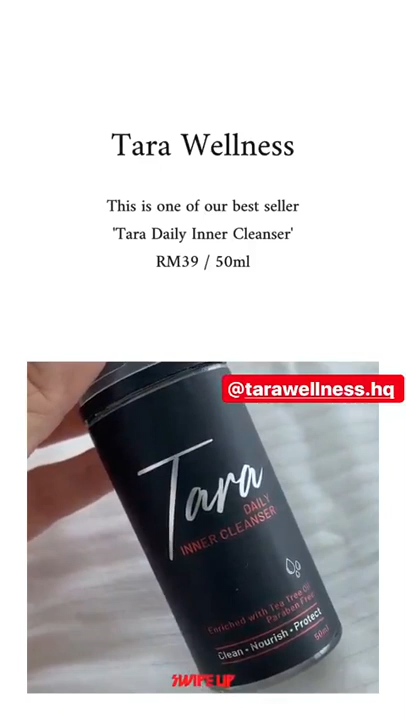 Tara Wellness
This is one of our best seller
'Tara Daily Inner Cleanser'
RM39 / 50ml
@tarawellness.hq
Tara
DAILY
INNER CLEANSER
Enriched with Tea Tree Oil
Paraben Free
Clean • Nourish • Protect
50ml
SWIPE UP